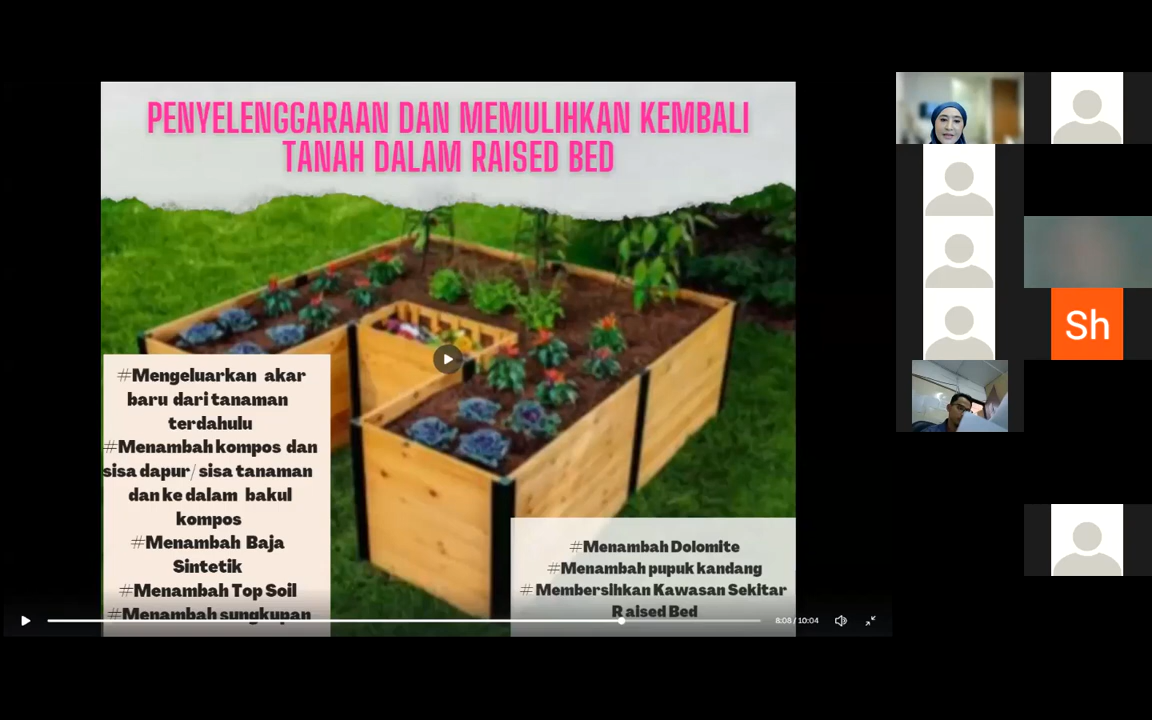 PENYELENGGARAAN DAN MEMULIHKAN KEMBALI
TANAH DALAM RAISED BED
#Mengeluarkan akar
baru dari tanaman
terdahulu
#Menambah kompos dan
sisa dapur/ sisa tanaman
dan ke dalam bakul
kompos
#Menambah Baja
Sintetik
#Menambah Top Soil
#Menambah sungkupan
#Menambah Dolomite
#Menambah pupuk kandang
# Membersihkan Kawasan Sekitar
R aised Bed
8:08 / 10:04
Sh